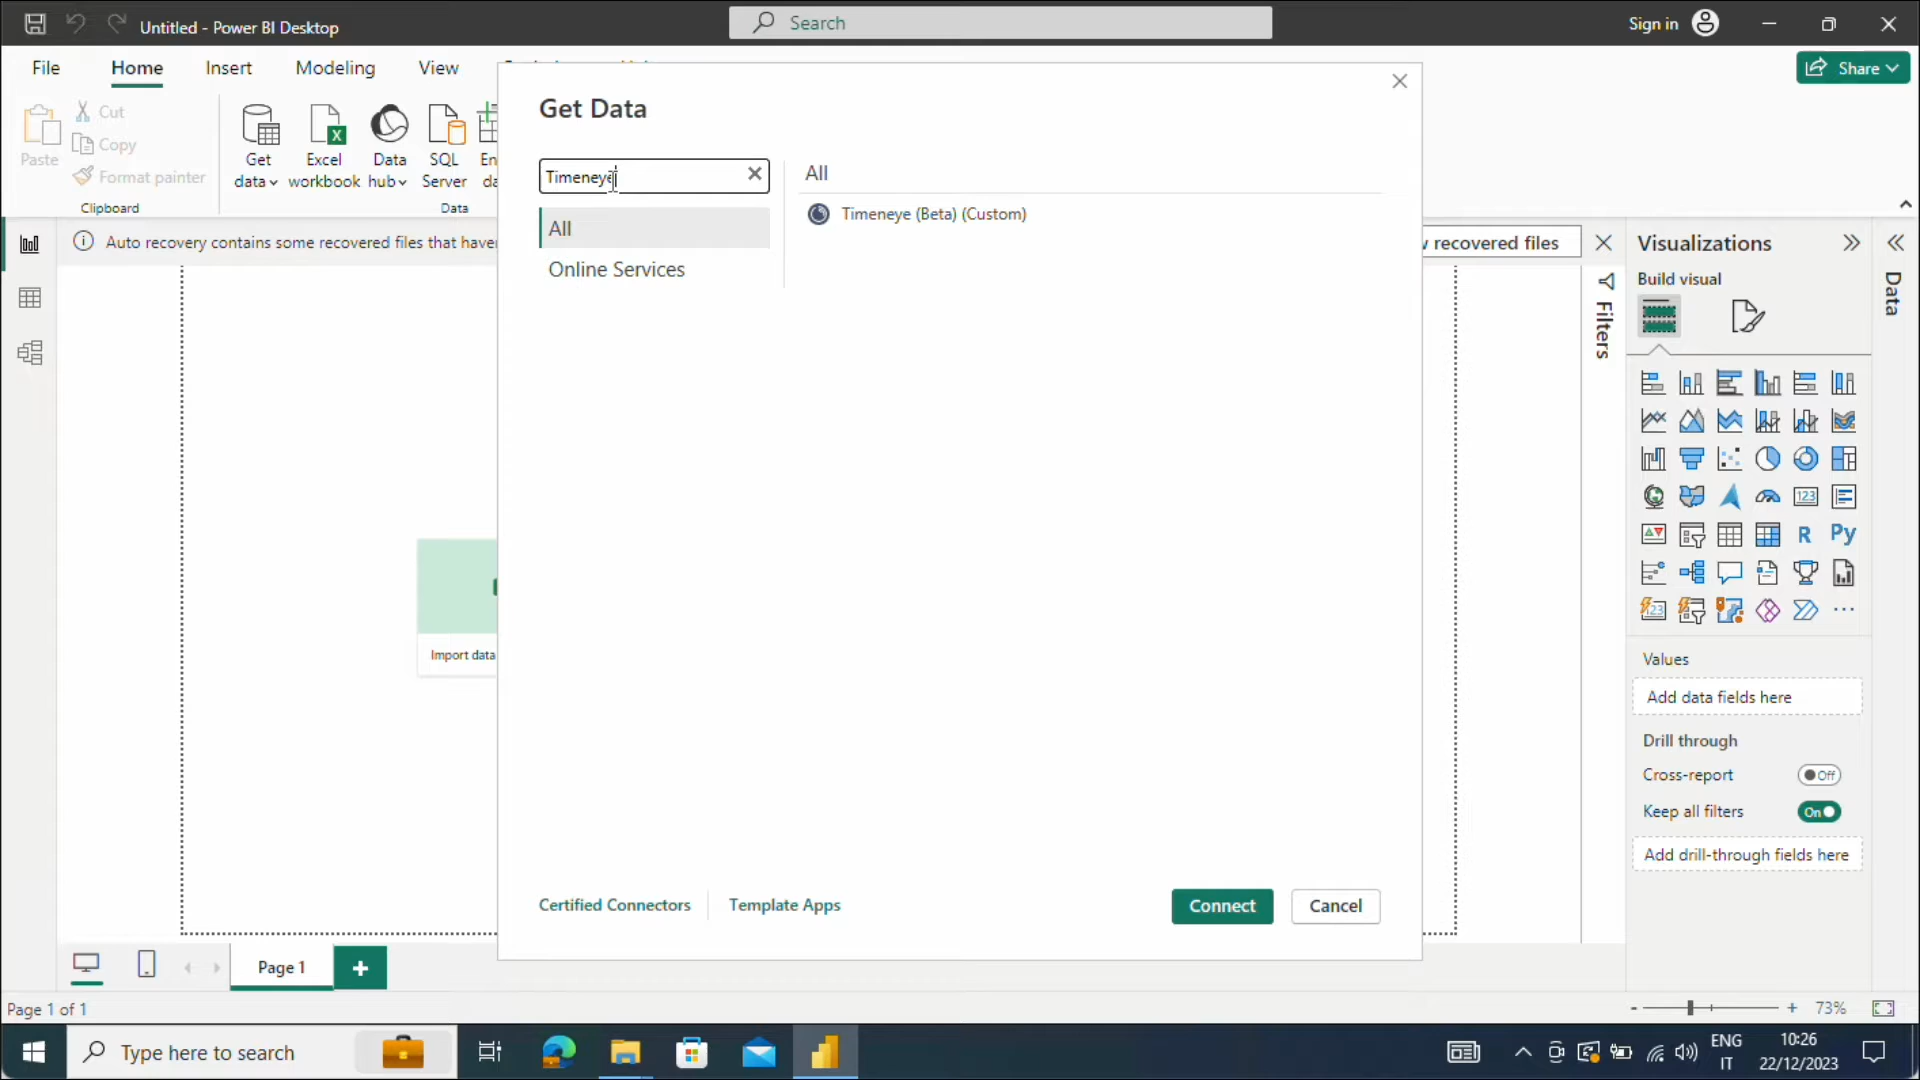 Untitled - Power BI Desktop
Search
Sign in
File
Home
Insert
Modeling
View
Share
Paste
Cut
Copy
Format painter
Clipboard
Get data
Excel workbook
Data hub
SQL Server
Data
Auto recovery contains some recovered files that haven
recovered files
Get Data
Timeneye
All
Online Services
All
Timeneye (Beta) (Custom)
Certified Connectors
Template Apps
Connect
Cancel
Import data
Filters
Visualizations
Data
Build visual
123
R
Py
123
Values
Add data fields here
Drill through
Cross-report
Off
Keep all filters
On
Add drill-through fields here
Page 1
Page 1 of 1
- + 73%
Type here to search
ENG
IT
10:26
22/12/2023